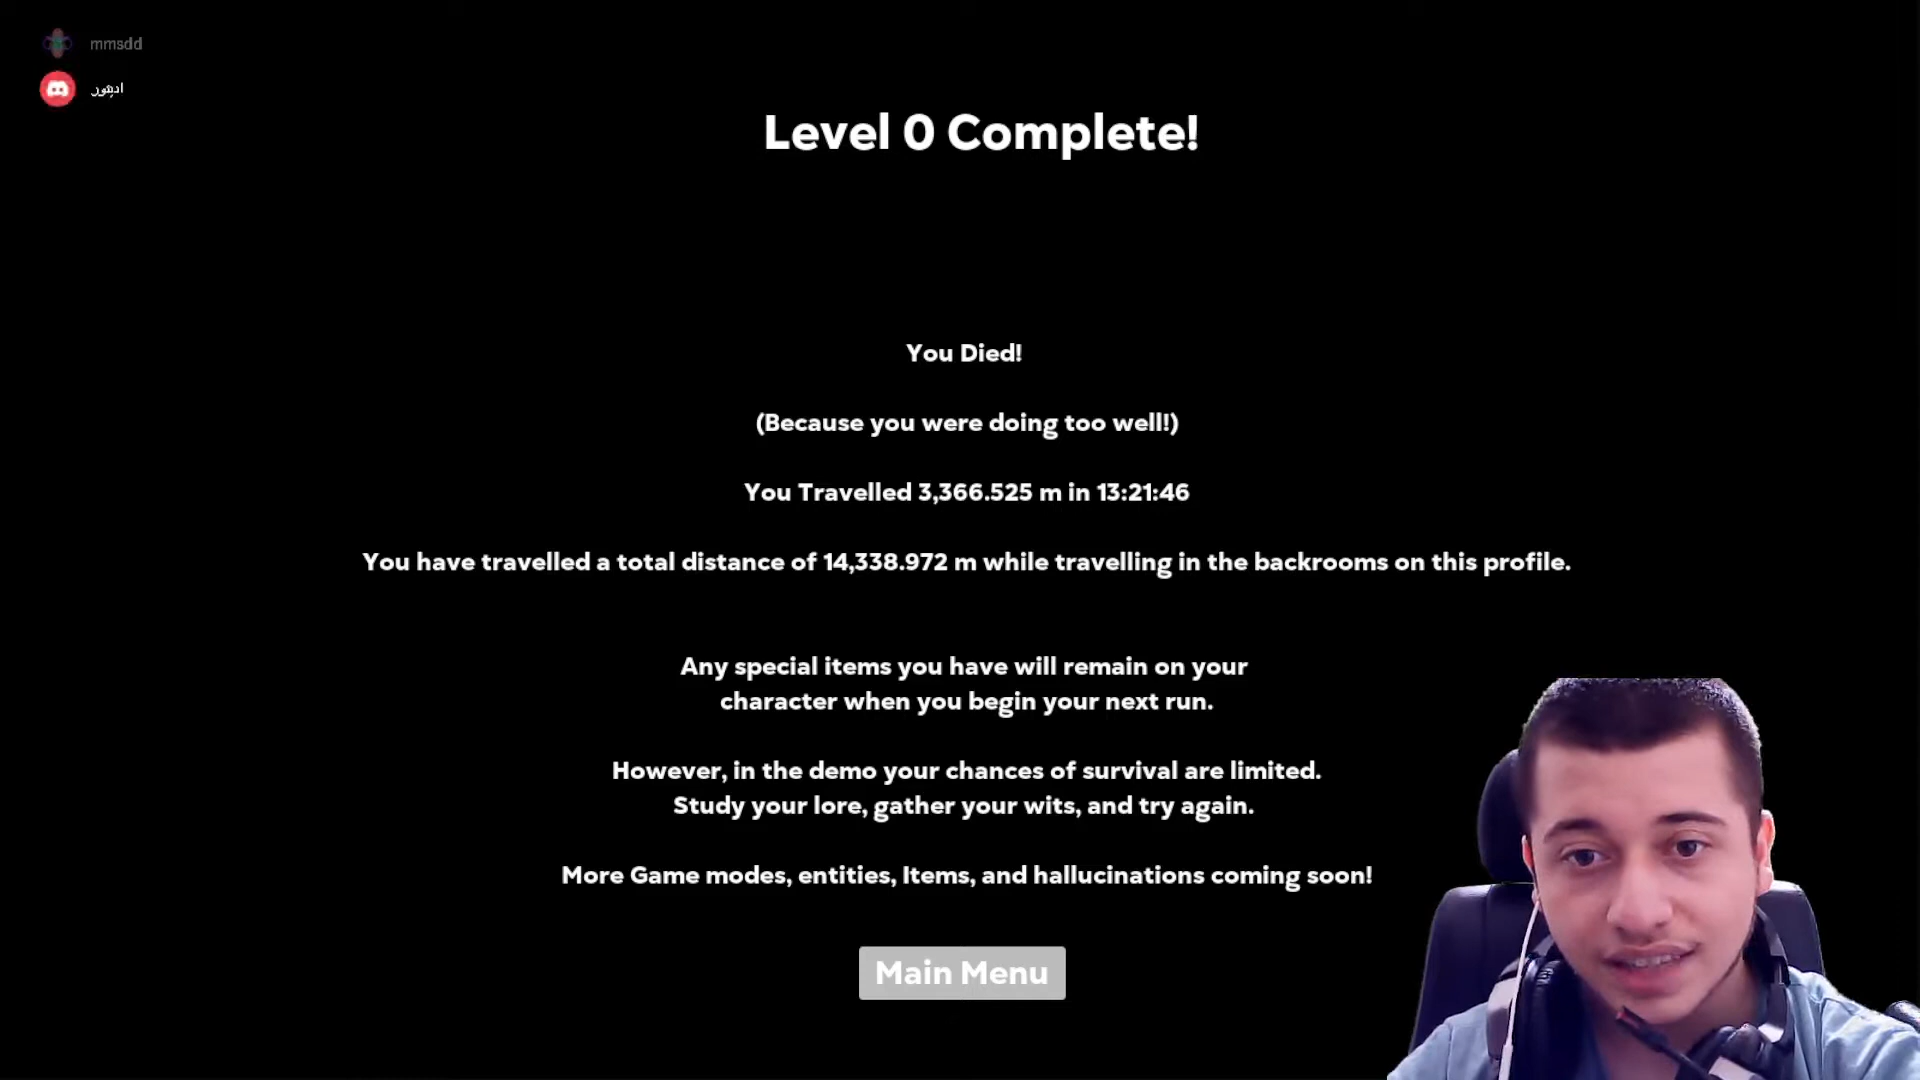 mmsdd
اديتور
Level 0 Complete!
You Died!
(Because you were doing too well!)
You Travelled 3,366.525 m in 13:21:46
You have travelled a total distance of 14,338.972 m while travelling in the backrooms on this profile.
Any special items you have will remain on your
character when you begin your next run.
However, in the demo your chances of survival are limited.
Study your lore, gather your wits, and try again.
More Game modes, entities, Items, and hallucinations coming soon!
Main Menu